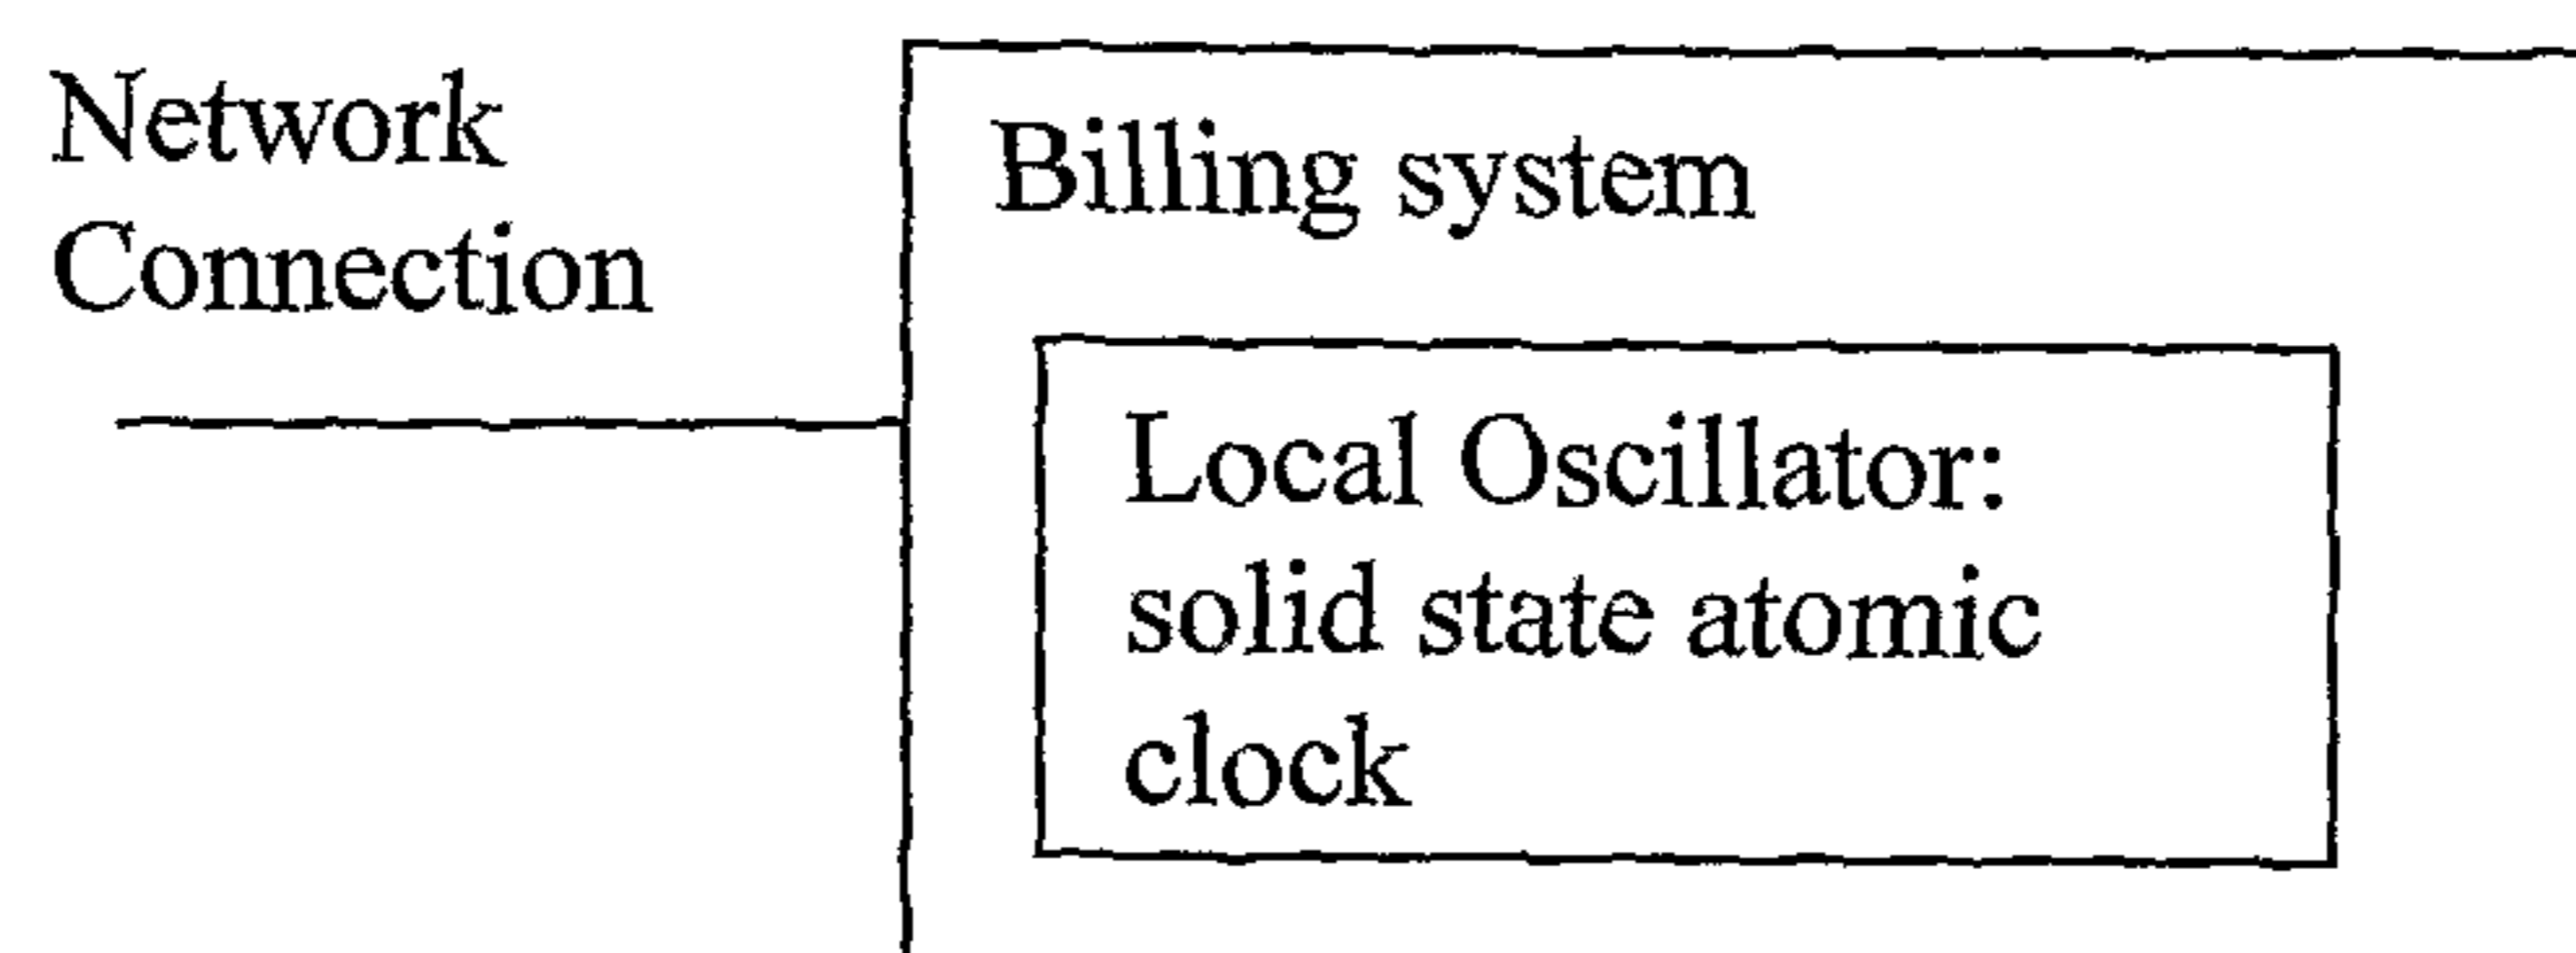 Network
Connection
Billing system
Local Oscillator:
solid state atomic
clock